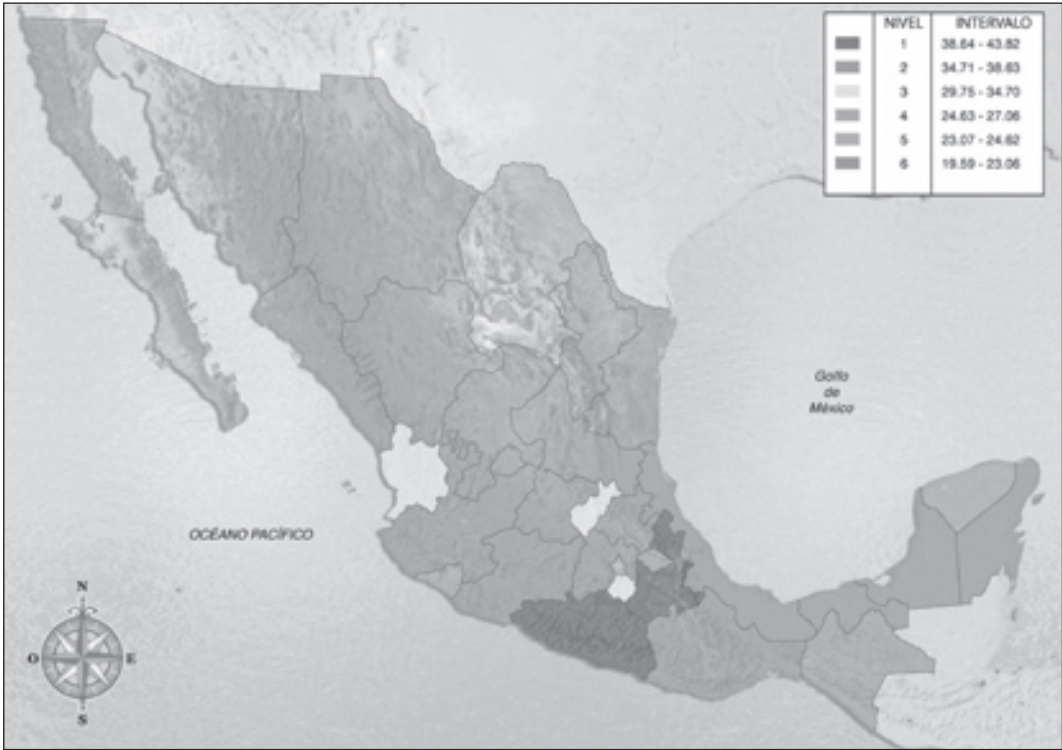 NIVEL INTERVALO
1 38.64 - 43.82
2 34.71 - 38.63
3 29.75 - 34.70
4 24.63 - 27.06
5 23.07 - 24.62
6 19.59 - 23.06
Golfo
de
México
OCÉANO PACÍFICO
N
O E
S